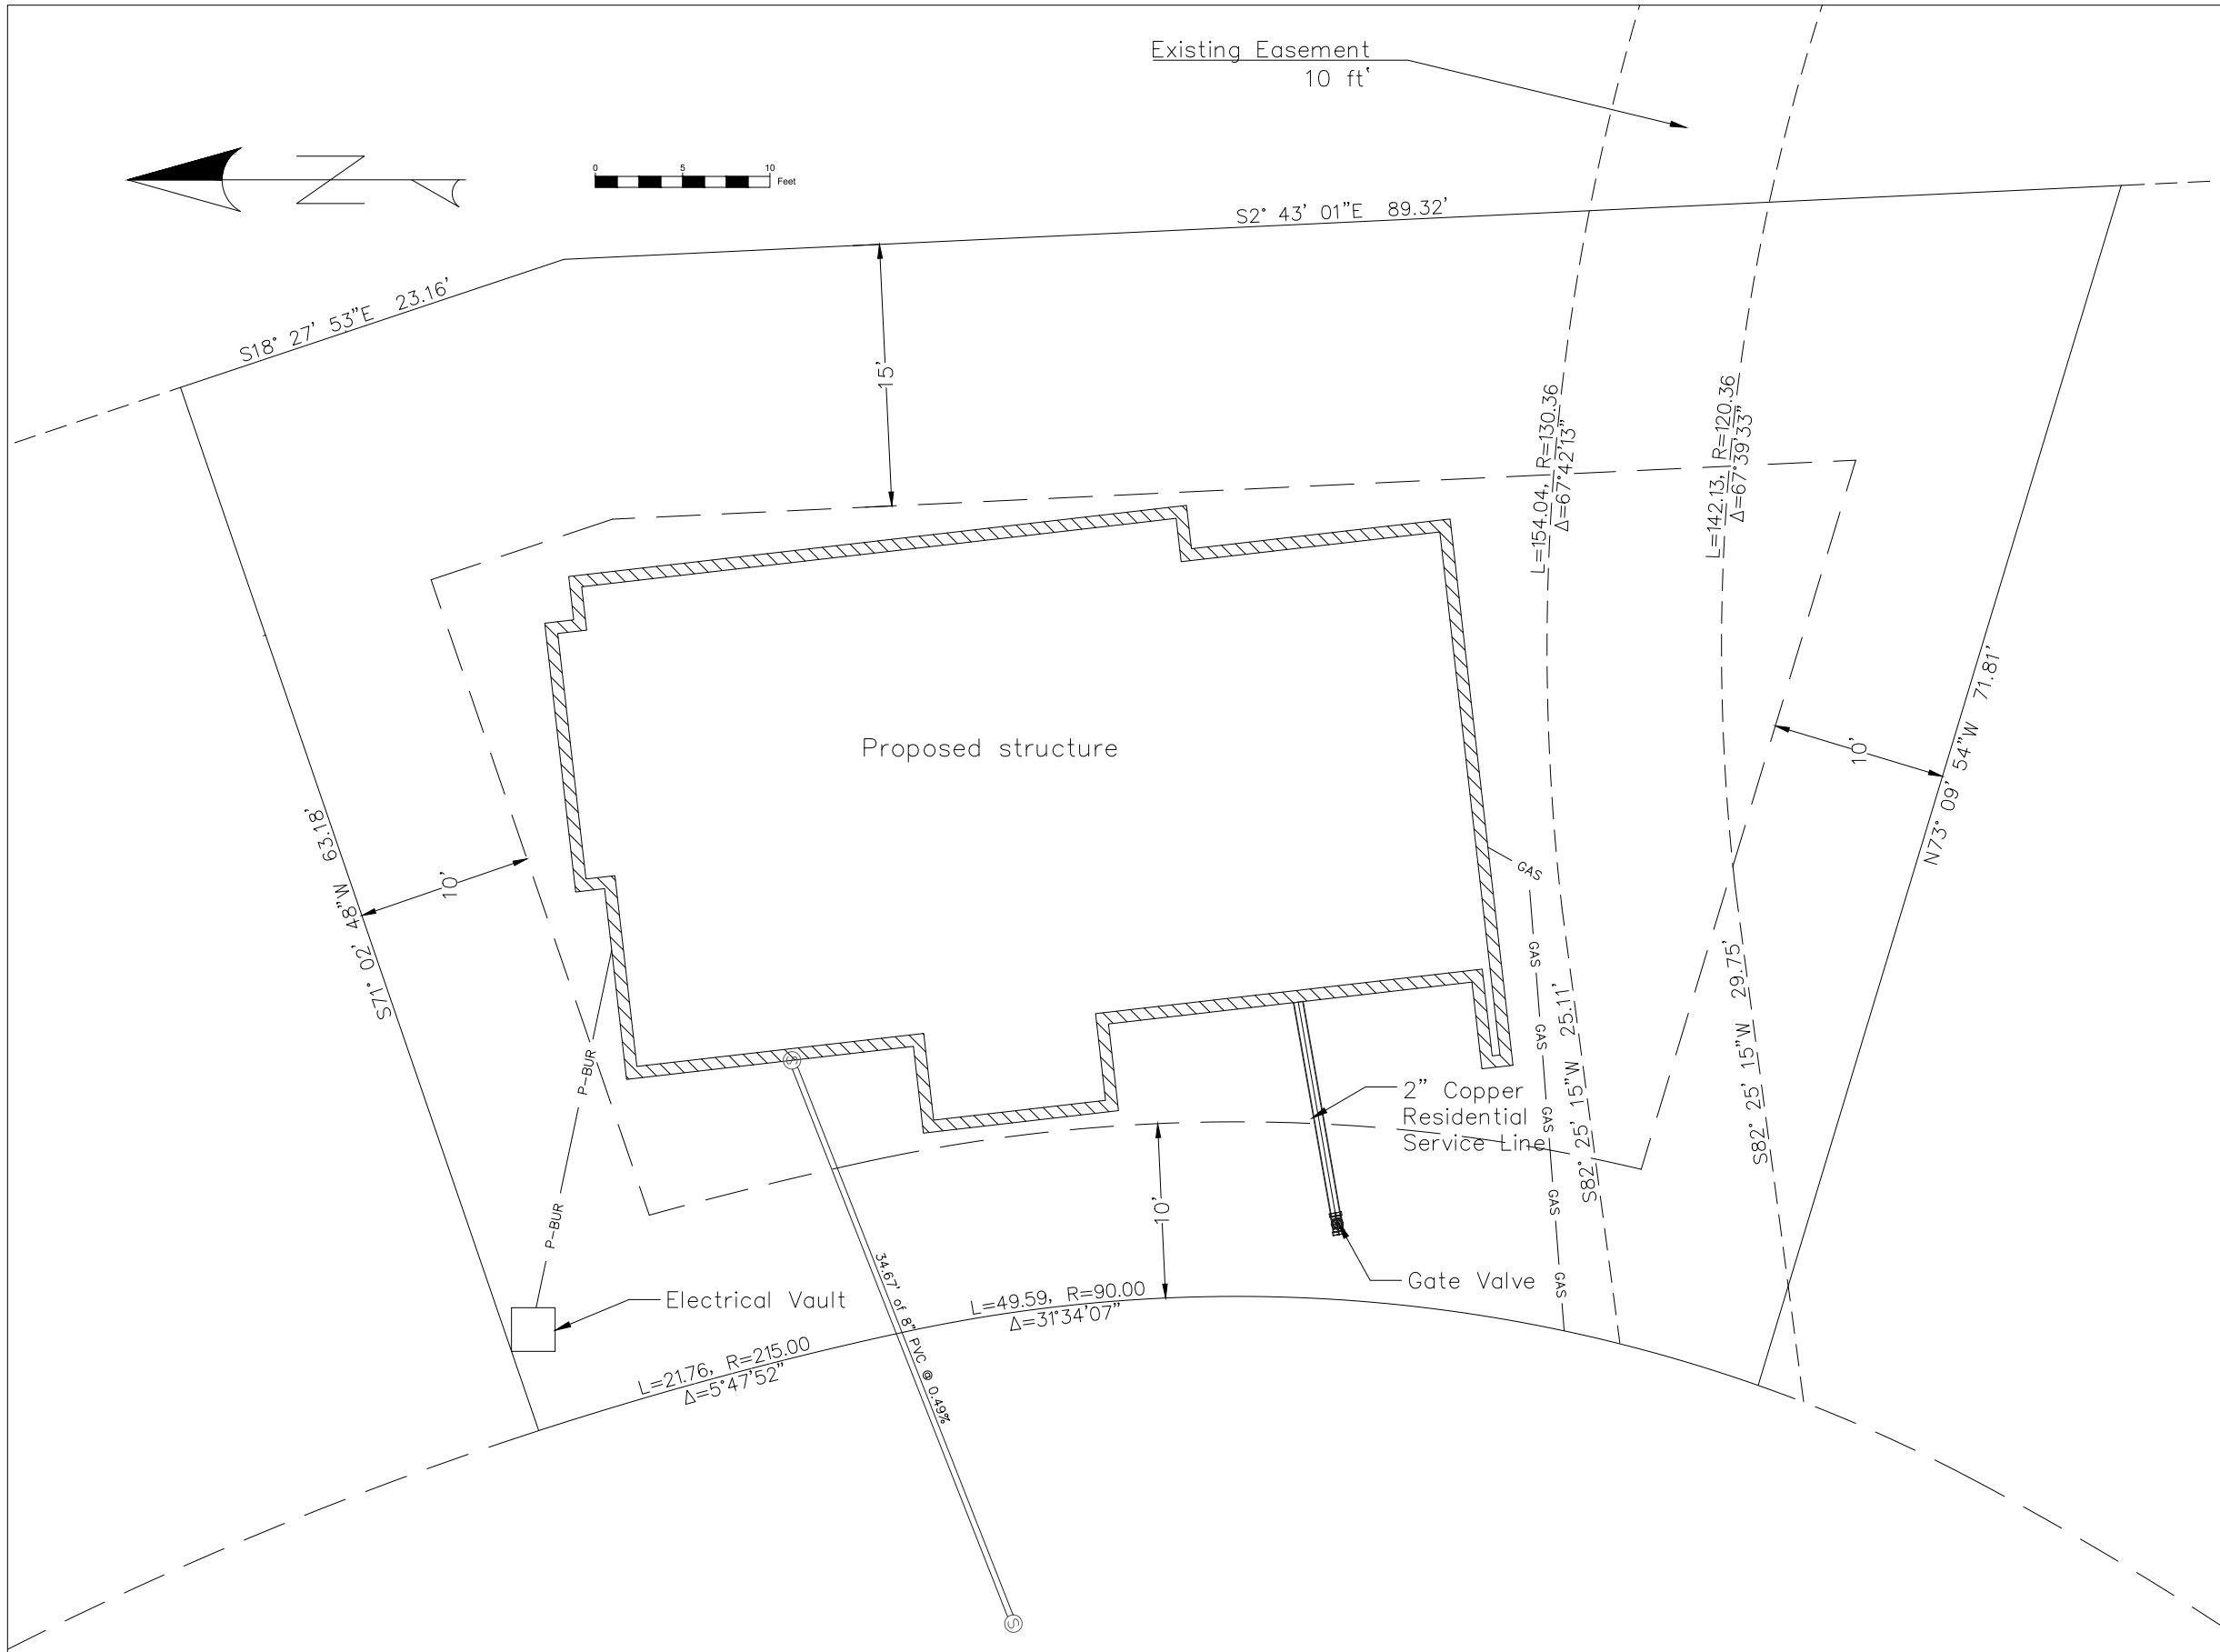 Existing Easement
10 ft'
N
0 5 10
Feet
S2° 43' 01"E 89.32'
S18° 27' 53"E 23.16'
15'
L=154.04, R=130.36
Δ=67°42'13"
L=142.13, R=120.36
Δ=67°39'33"
Proposed structure
10'
N73° 09' 54"W 71.81'
S71° 02' 48"W 63.18'
10'
GAS
GAS
GAS
GAS
GAS
GAS
S82° 25' 15"W 25.11'
S82° 25' 15"W 29.75'
P-BUR
P-BUR
S
2" Copper
Residential
Service Line
10'
Gate Valve
Electrical Vault
34.67' of 8" PVC @ 0.49%
L=49.59, R=90.00
Δ=31°34'07"
L=21.76, R=215.00
Δ=5°47'52"
S